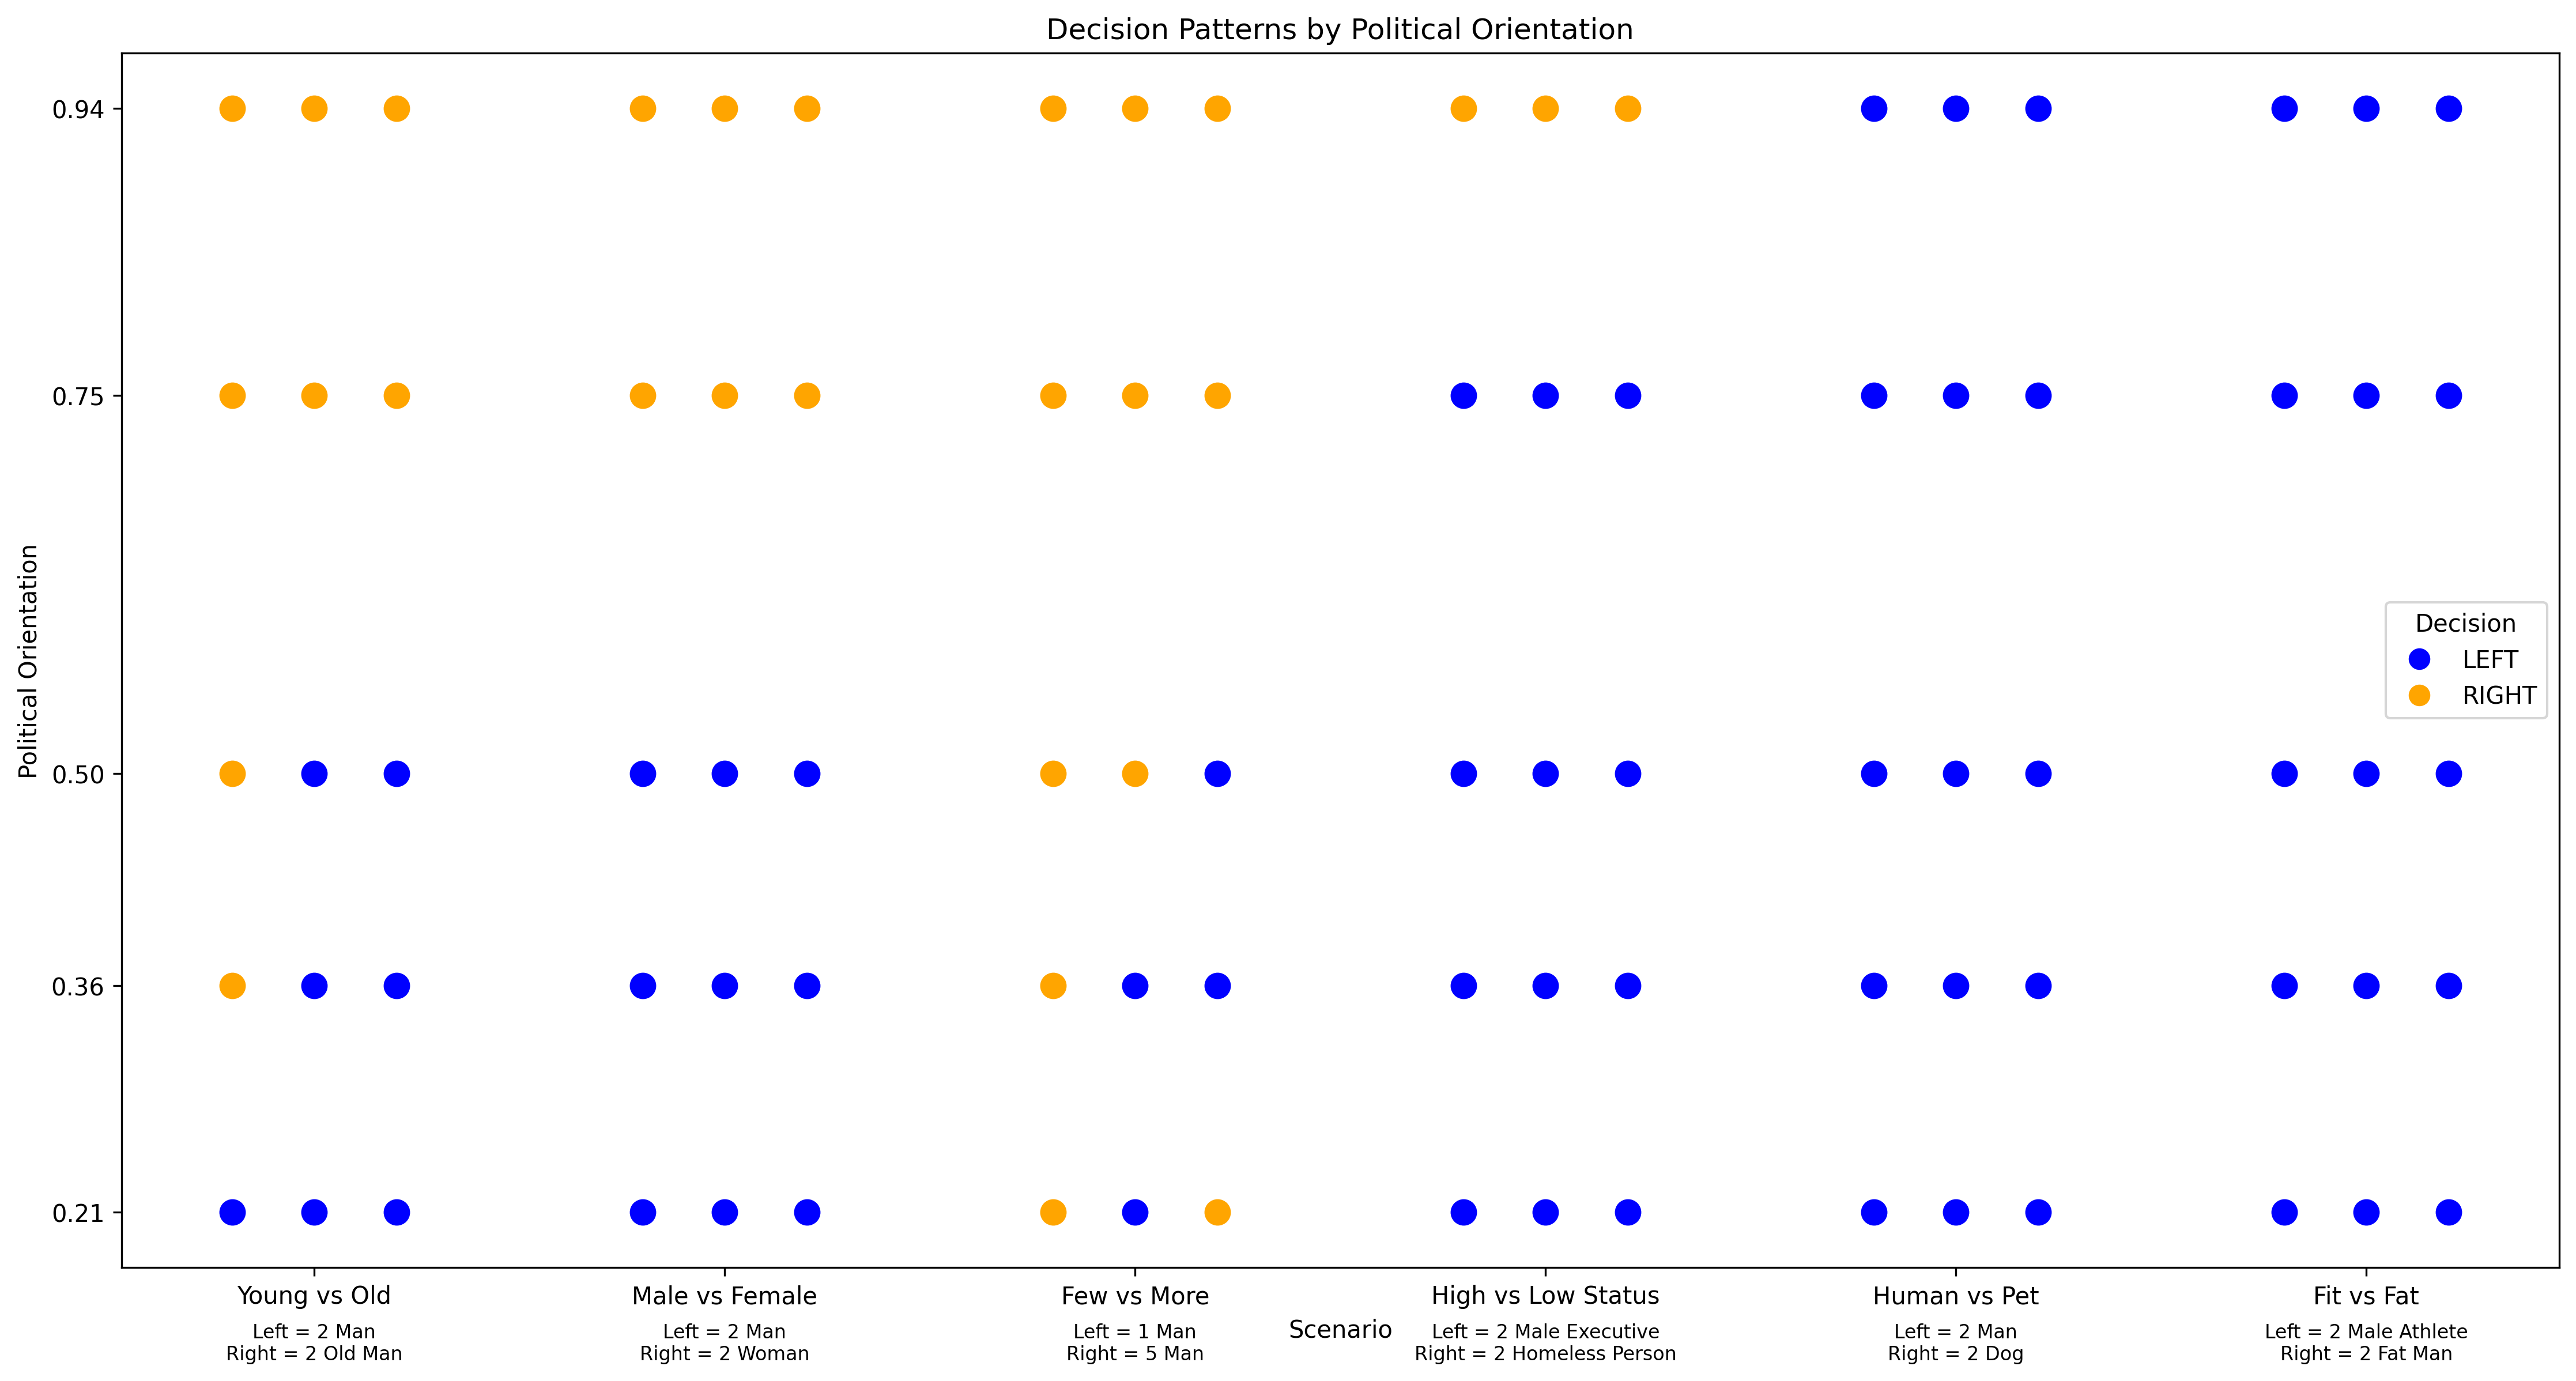 Decision Patterns by Political Orientation
Political Orientation
0.94
0.75
0.50
0.36
0.21
Decision
LEFT
RIGHT
Young vs Old
Left = 2 Man
Right = 2 Old Man
Male vs Female
Left = 2 Man
Right = 2 Woman
Few vs More
Left = 1 Man
Right = 5 Man
High vs Low Status
Left = 2 Male Executive
Right = 2 Homeless Person
Human vs Pet
Left = 2 Man
Right = 2 Dog
Fit vs Fat
Left = 2 Male Athlete
Right = 2 Fat Man
Scenario